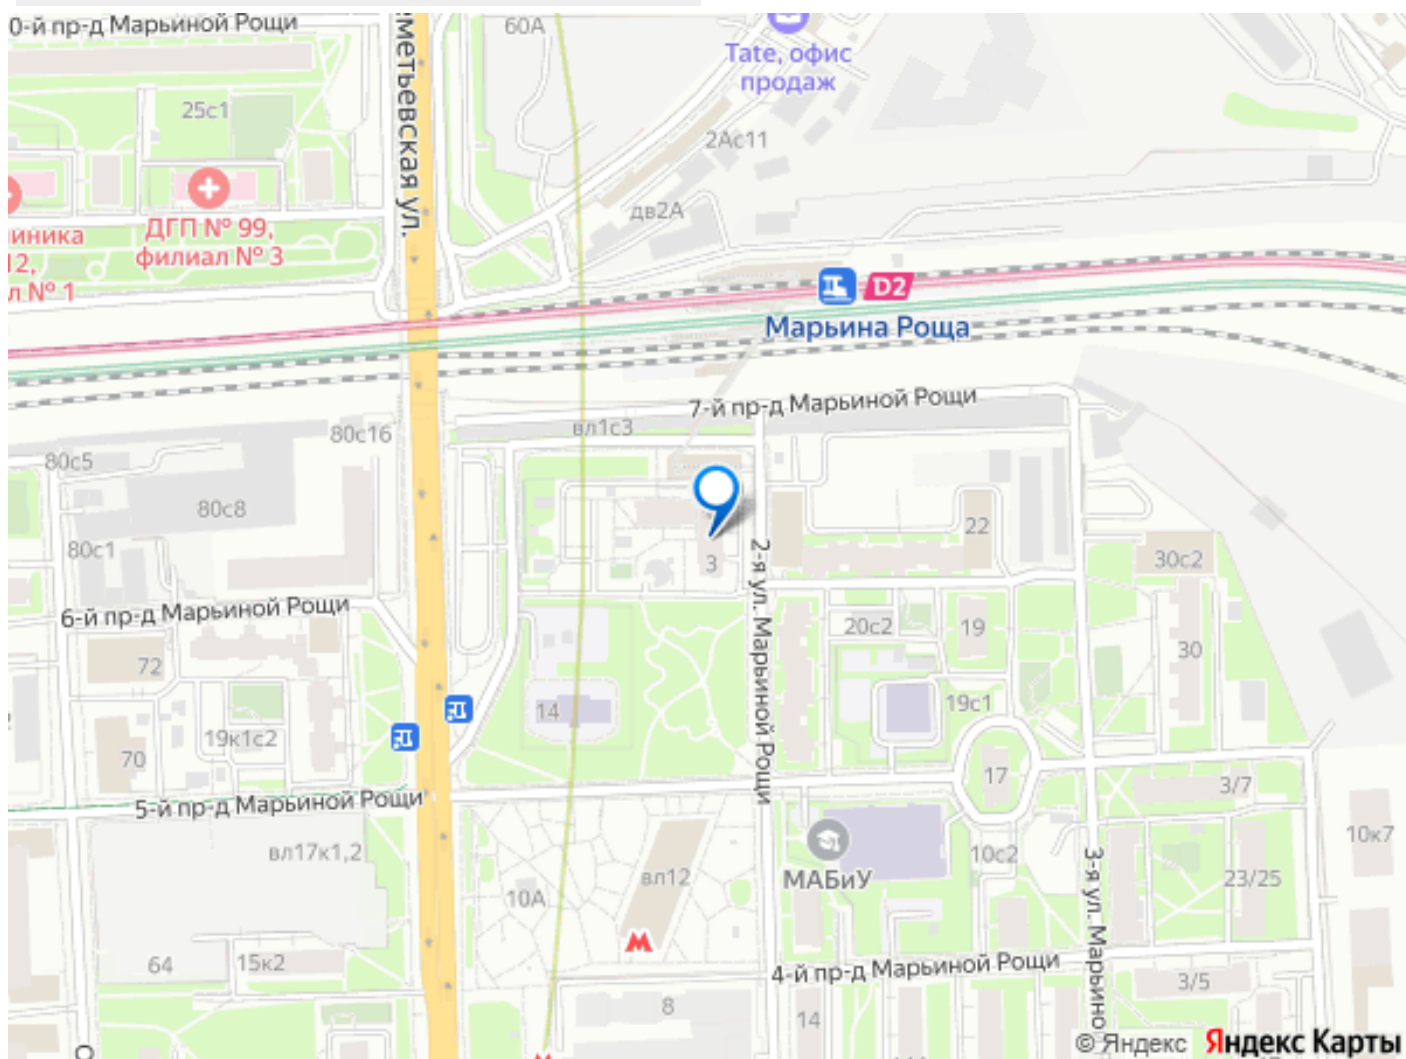 0-й пр-д Марьиной Рощи
60А
метьевская ул.
Tate, офис
продаж
25с1
2Ас11
дв2А
ДГП № 99,
филиал № 3
иника
12,
л № 1
D2
Марьина Роща
7-й пр-д Марьиной Рощи
вл1с3
80с16
80с5
80с8
80с1
22
3
2-я ул. Марьиной Рощи
30с2
6-й пр-д Марьиной Рощи
20с2
19
30
72
14
19с1
19к1с2
70
17
3/7
5-й пр-д Марьиной Рощи
10к7
вл17к1,2
МАБиУ
10с2
вл12
10А
23/25
3-я ул. Марьино
64
15к2
4-й пр-д Марьиной Рощи
3/5
8
14
© Яндекс Яндекс Карты